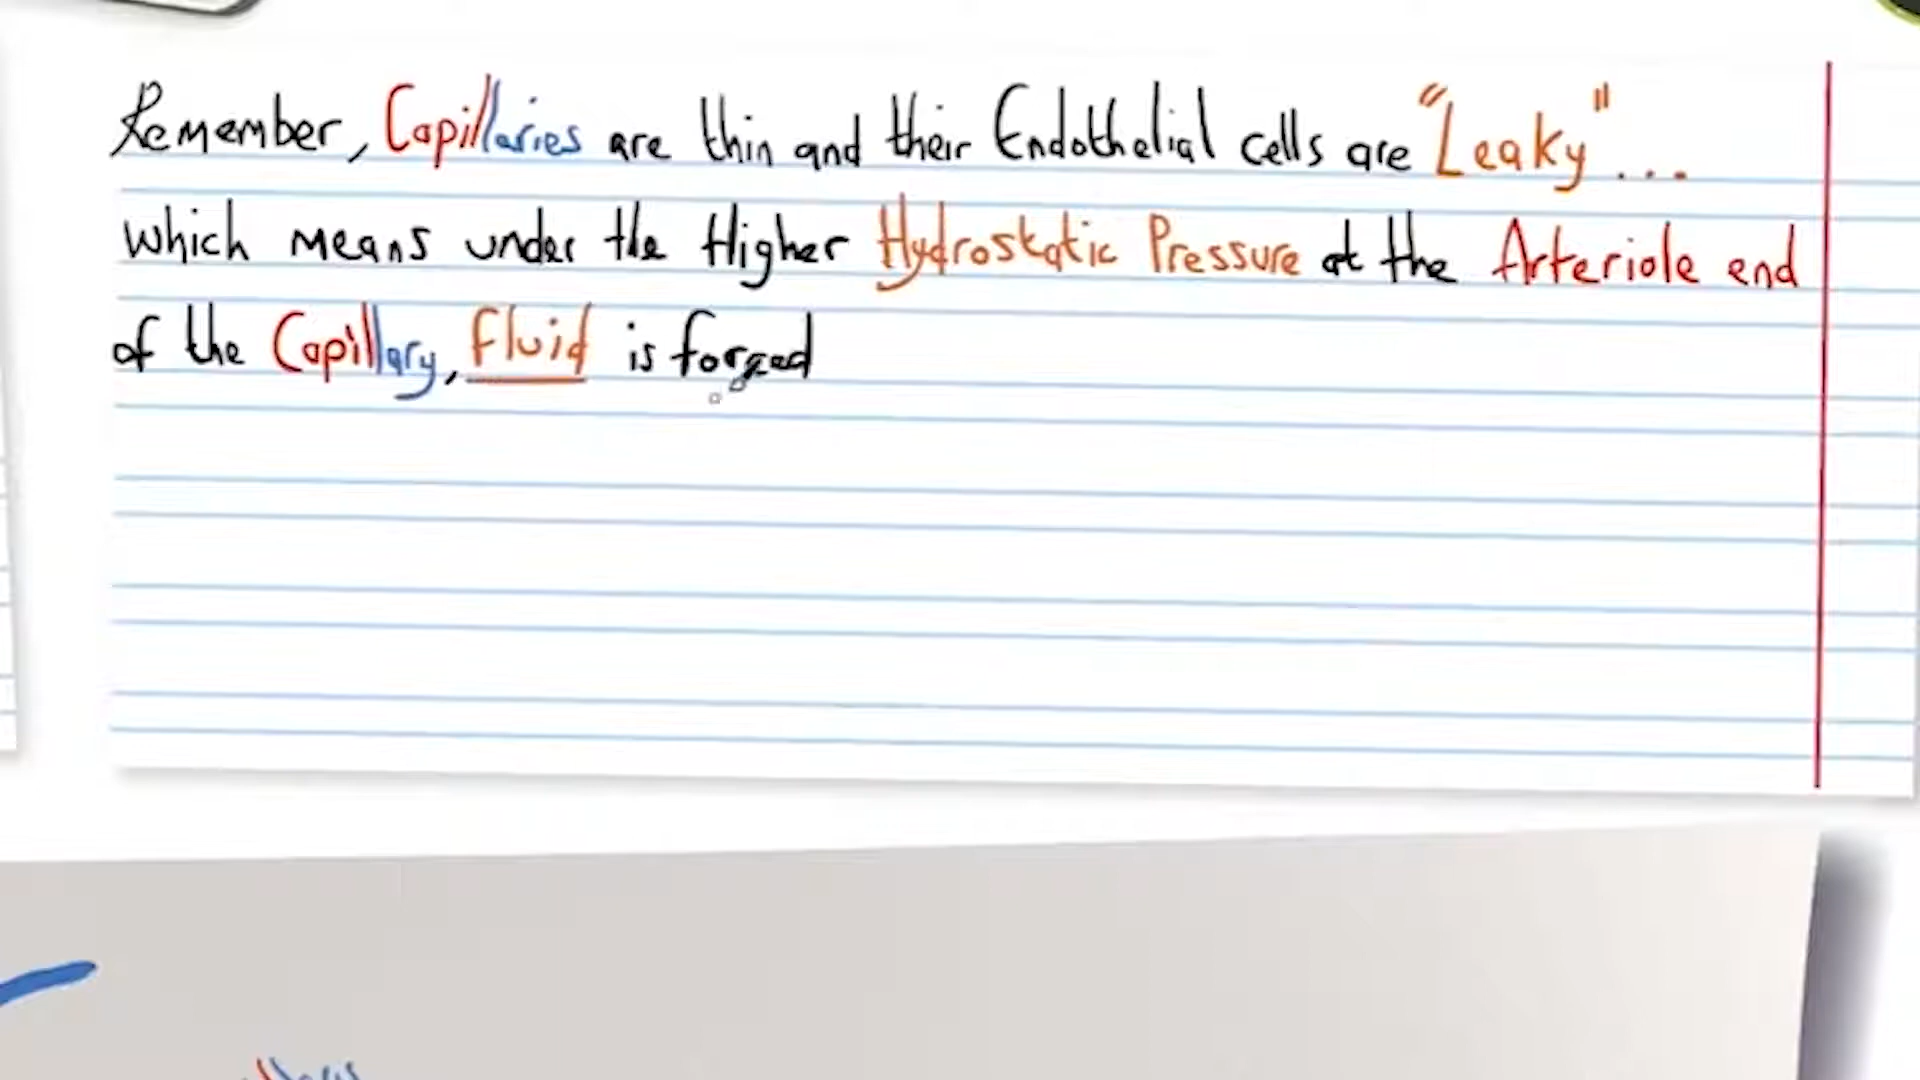 Remember, Capillaries are thin and their Endothelial cells are "Leaky"...
which means under the Higher Hydrostatic Pressure at the Arteriole end
of the Capillary, Fluid is forged